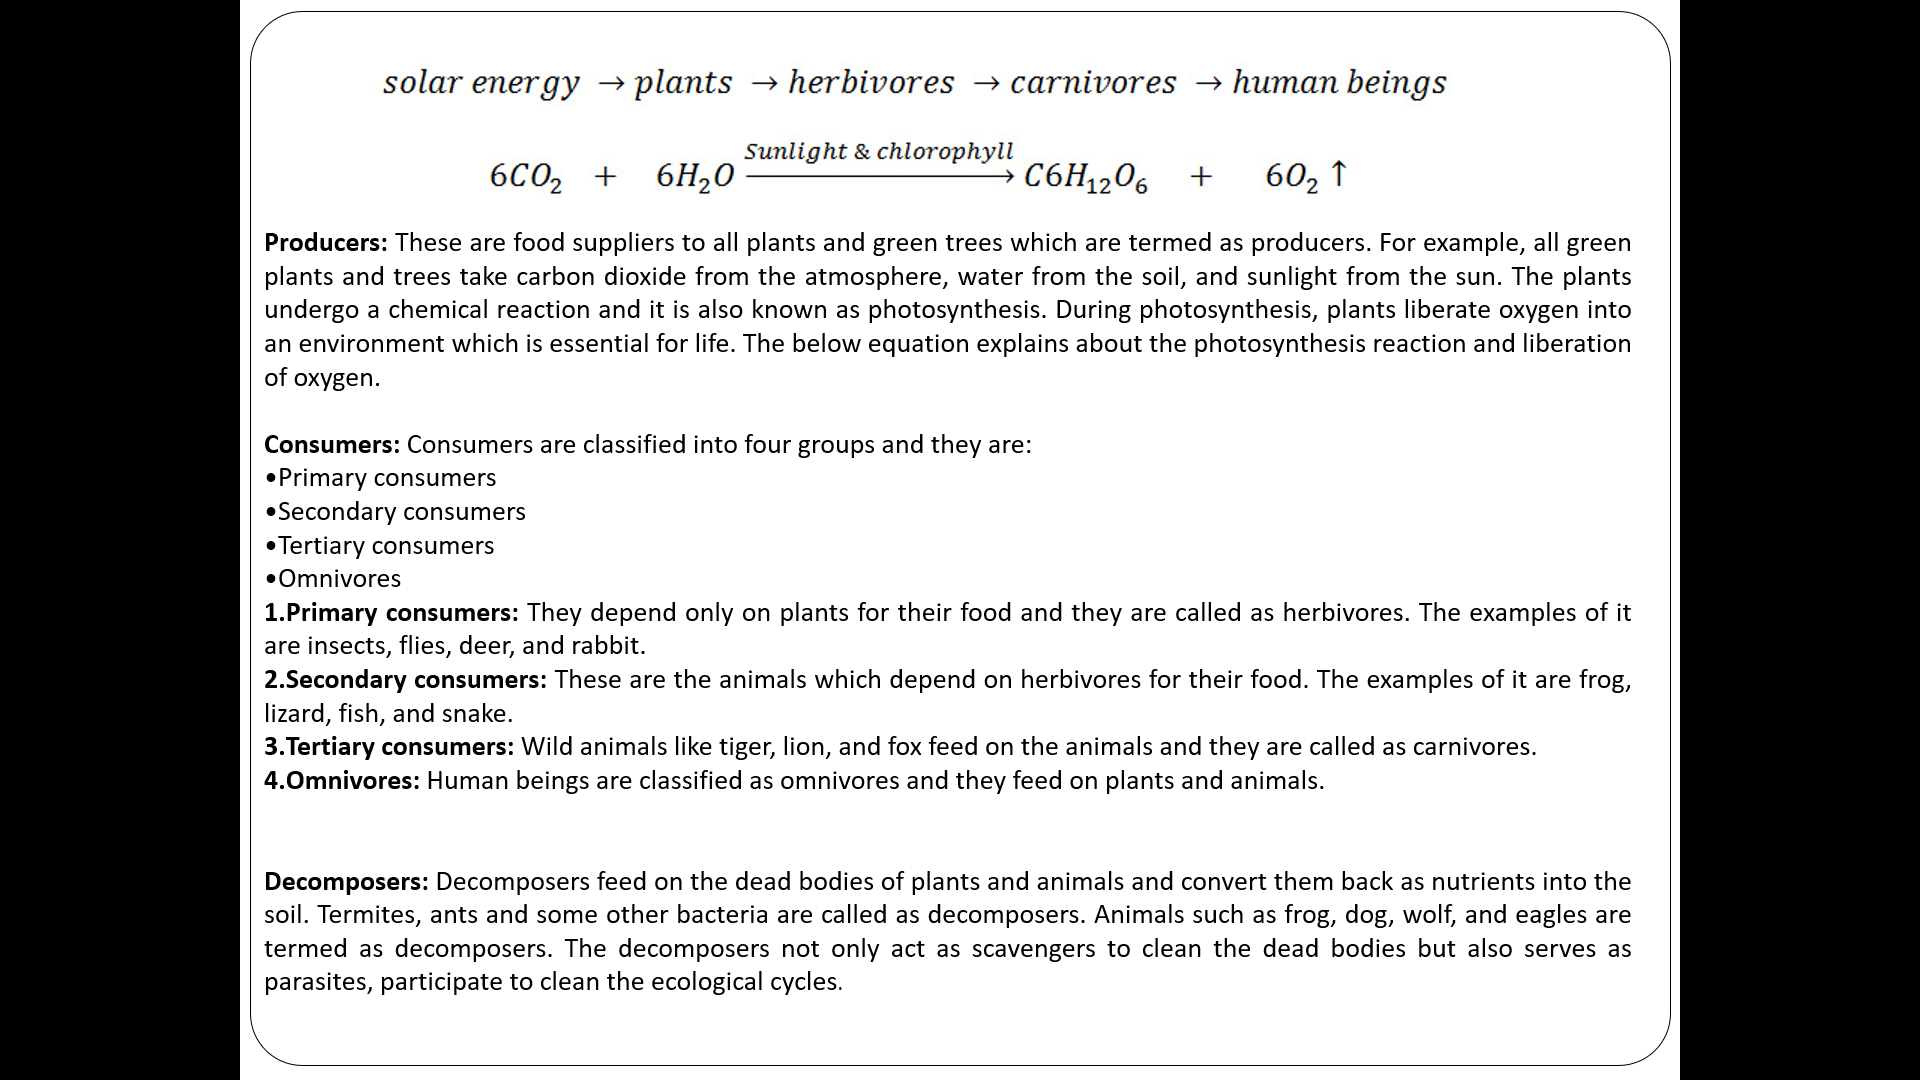 solar energy → plants → herbivores → carnivores → human beings
6CO₂ + 6H₂O Sunlight & chlorophyll → C6H₁₂O₆ + 6O₂ ↑
Producers: These are food suppliers to all plants and green trees which are termed as producers. For example, all green
plants and trees take carbon dioxide from the atmosphere, water from the soil, and sunlight from the sun. The plants
undergo a chemical reaction and it is also known as photosynthesis. During photosynthesis, plants liberate oxygen into
an environment which is essential for life. The below equation explains about the photosynthesis reaction and liberation
of oxygen.
Consumers: Consumers are classified into four groups and they are:
•Primary consumers
•Secondary consumers
•Tertiary consumers
•Omnivores
1.Primary consumers: They depend only on plants for their food and they are called as herbivores. The examples of it
are insects, flies, deer, and rabbit.
2.Secondary consumers: These are the animals which depend on herbivores for their food. The examples of it are frog,
lizard, fish, and snake.
3.Tertiary consumers: Wild animals like tiger, lion, and fox feed on the animals and they are called as carnivores.
4.Omnivores: Human beings are classified as omnivores and they feed on plants and animals.
Decomposers: Decomposers feed on the dead bodies of plants and animals and convert them back as nutrients into the
soil. Termites, ants and some other bacteria are called as decomposers. Animals such as frog, dog, wolf, and eagles are
termed as decomposers. The decomposers not only act as scavengers to clean the dead bodies but also serves as
parasites, participate to clean the ecological cycles.